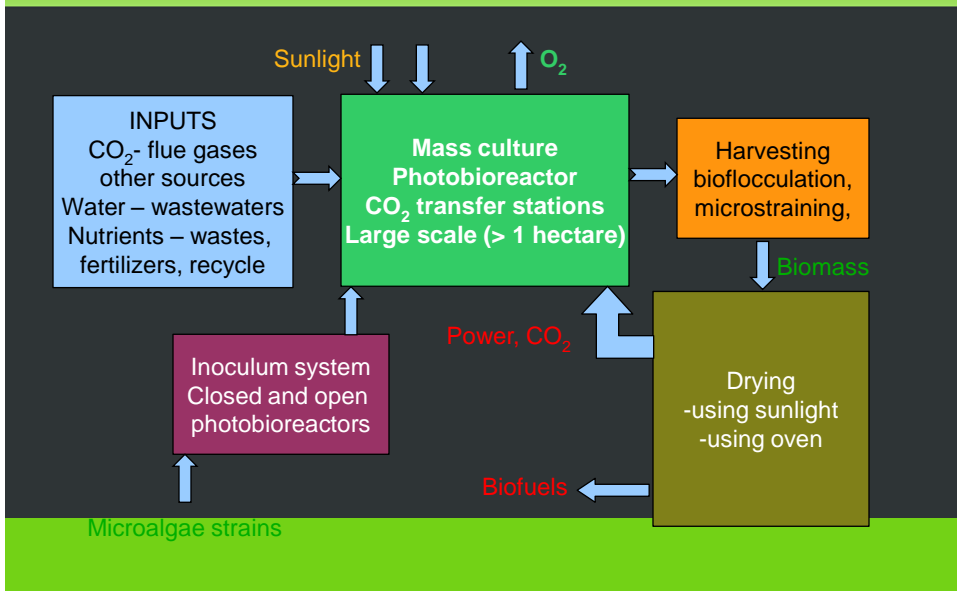 Sunlight
O₂
INPUTS
CO₂- flue gases
other sources
Water – wastewaters
Nutrients – wastes,
fertilizers, recycle
Mass culture
Photobioreactor
CO₂ transfer stations
Large scale (> 1 hectare)
Harvesting
bioflocculation,
microstraining,
Biomass
Power, CO₂
Inoculum system
Closed and open
photobioreactors
Drying
-using sunlight
-using oven
Biofuels
Microalgae strains